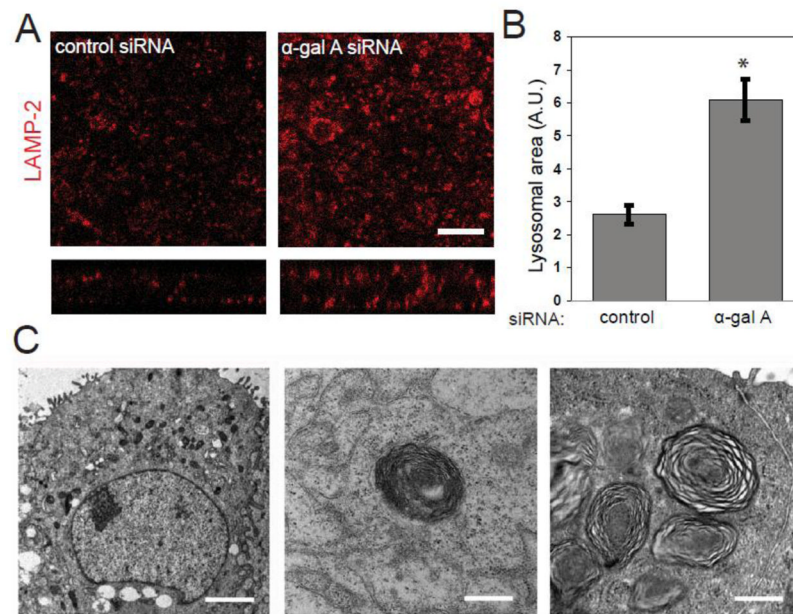 A
control siRNA
α-gal A siRNA
LAMP-2
B
8
7
6
5
4
3
2
1
0
Lysosomal area (A.U.)
*
siRNA:
control
α-gal A
C